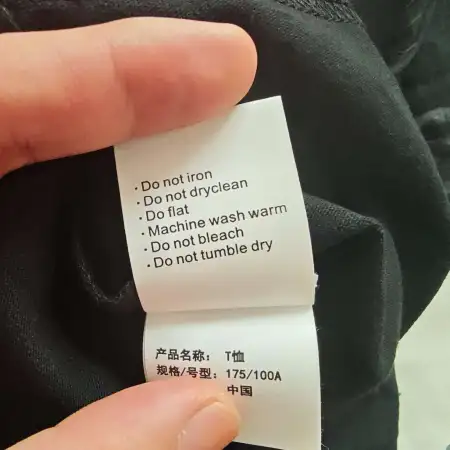 · Do not iron
· Do not dryclean
· Do flat
· Machine wash warm
· Do not bleach
· Do not tumble dry
产品名称： T恤
规格/号型：175/100A
中国